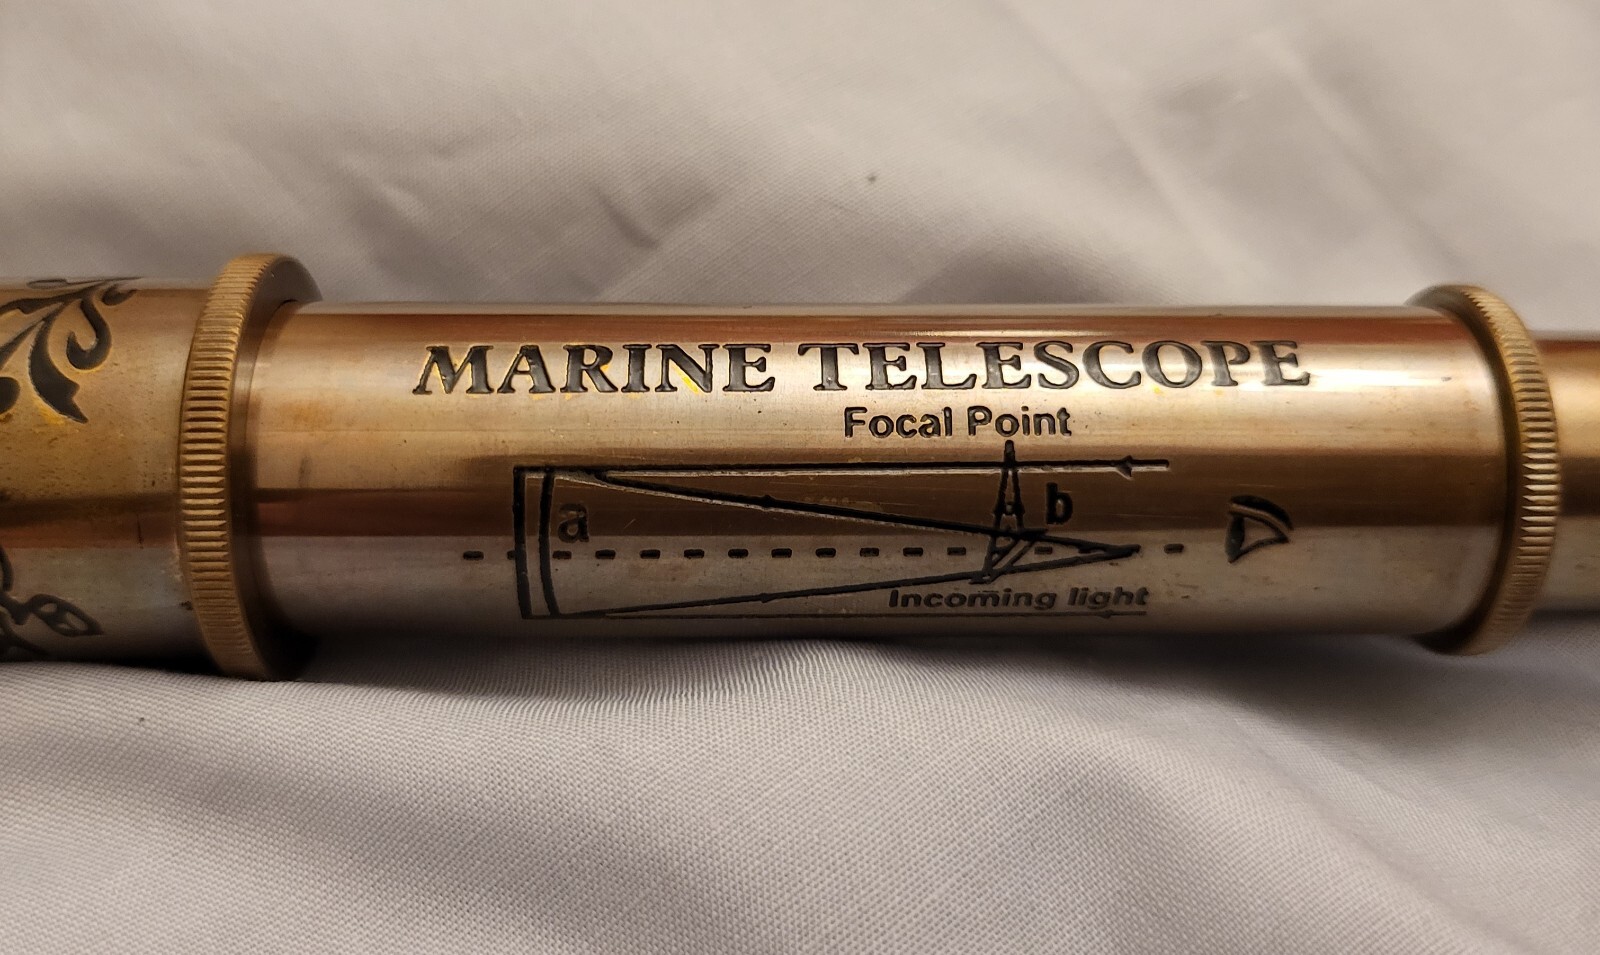 MARINE TELESCOPE
Focal Point
a
b
Incoming light